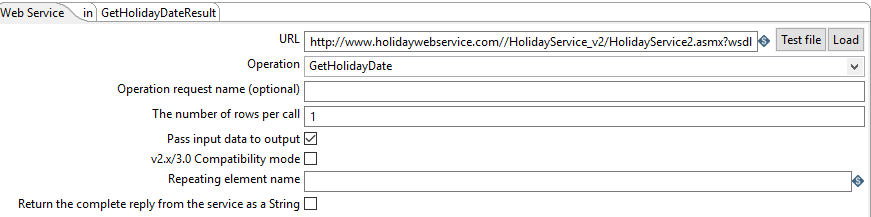 Web Service in GetHolidayDateResult
URL http://www.holidaywebservice.com//HolidayService_v2/HolidayService2.asmx?wsdl Test file Load
Operation GetHolidayDate
Operation request name (optional)
The number of rows per call 1
Pass input data to output
v2.x/3.0 Compatibility mode
Repeating element name
Return the complete reply from the service as a String